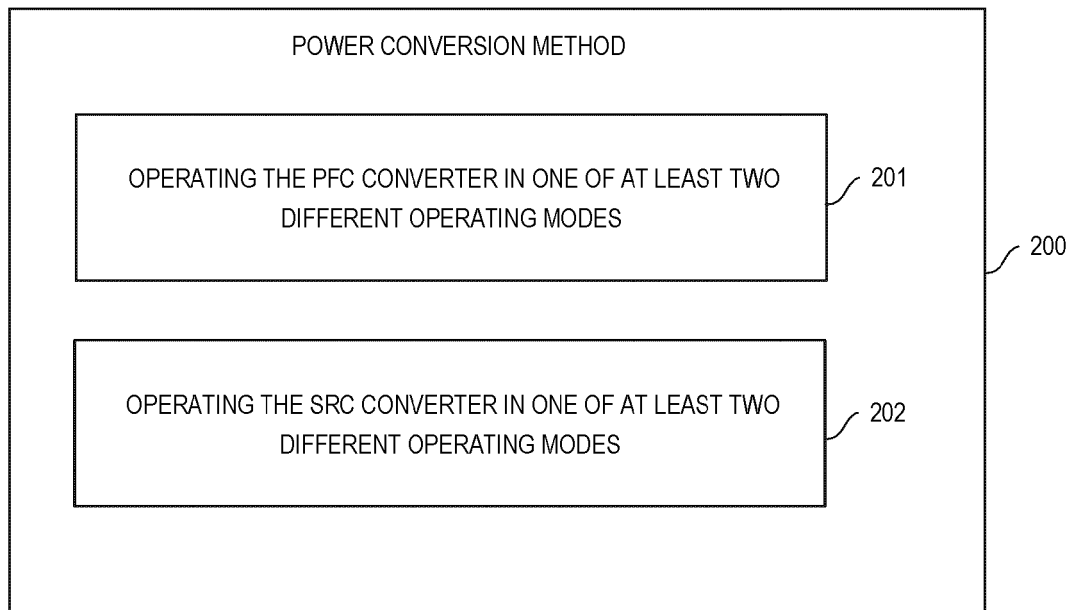 POWER CONVERSION METHOD
OPERATING THE PFC CONVERTER IN ONE OF AT LEAST TWO
DIFFERENT OPERATING MODES
201
200
OPERATING THE SRC CONVERTER IN ONE OF AT LEAST TWO
DIFFERENT OPERATING MODES
202